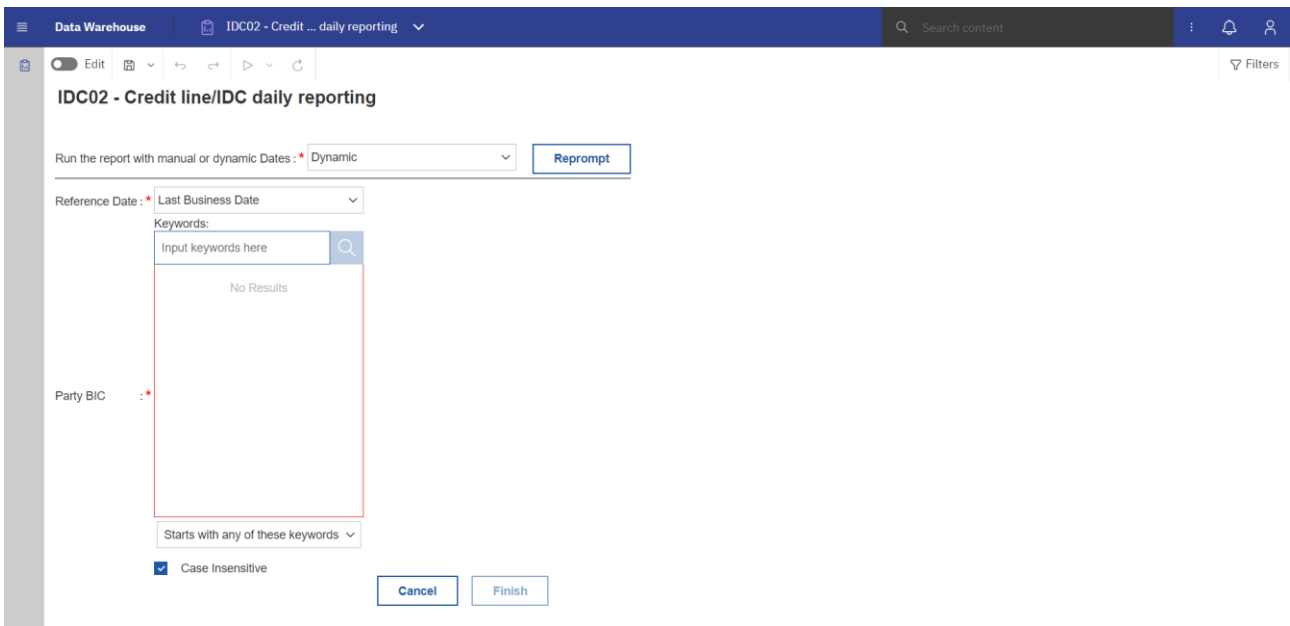 Data Warehouse IDC02 - Credit ... daily reporting Search content
Edit Filters
IDC02 - Credit line/IDC daily reporting
Run the report with manual or dynamic Dates : * Dynamic Reprompt
Reference Date : * Last Business Date
Keywords:
Input keywords here
No Results
Party BIC : *
Starts with any of these keywords
Case Insensitive
Cancel Finish